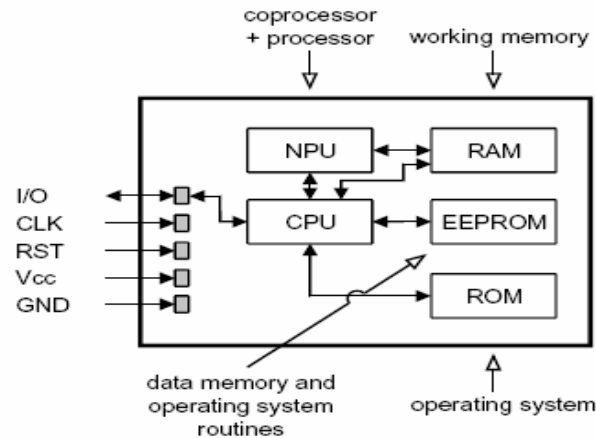 coprocessor
+ processor
working memory
NPU
RAM
I/O
CLK
RST
Vcc
GND
CPU
EEPROM
ROM
data memory and
operating system
routines
operating system